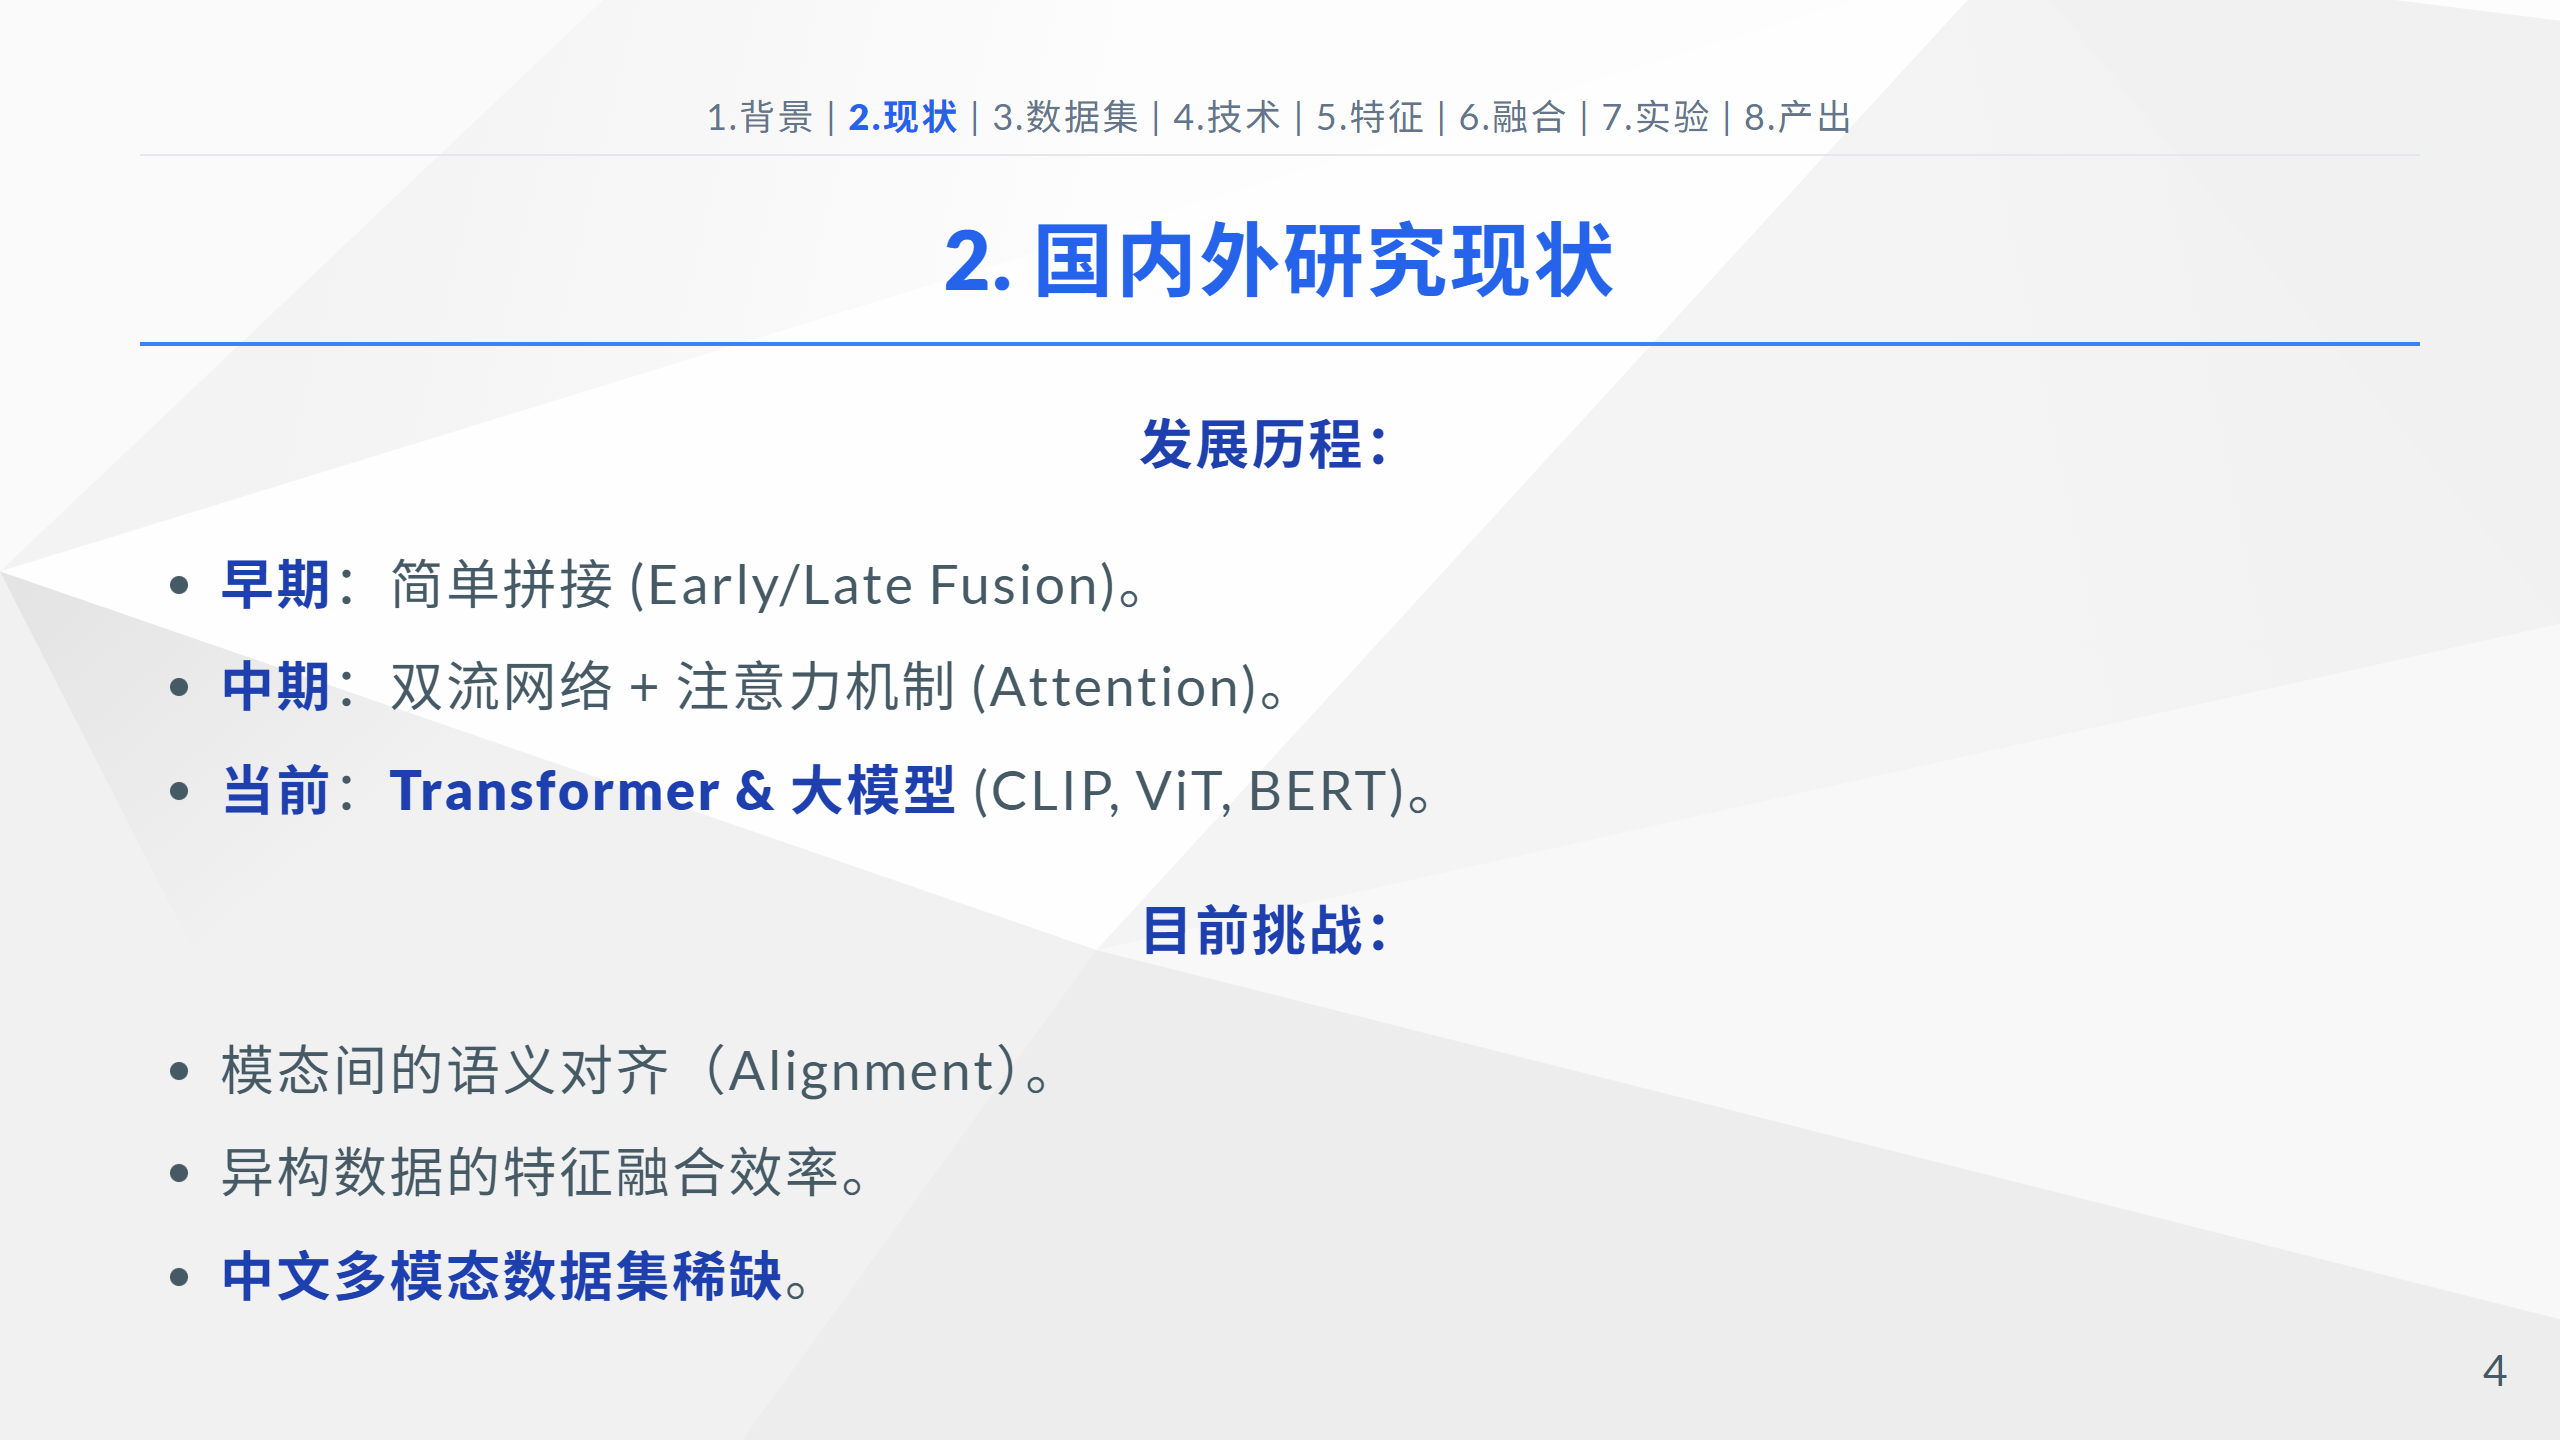 1.背景 | 2.现状 | 3.数据集 | 4.技术 | 5.特征 | 6.融合 | 7.实验 | 8.产出
2. 国内外研究现状
发展历程：
• 早期：简单拼接 (Early/Late Fusion)。
• 中期：双流网络 + 注意力机制 (Attention)。
• 当前：Transformer & 大模型 (CLIP, ViT, BERT)。
目前挑战：
• 模态间的语义对齐（Alignment）。
• 异构数据的特征融合效率。
• 中文多模态数据集稀缺。
4